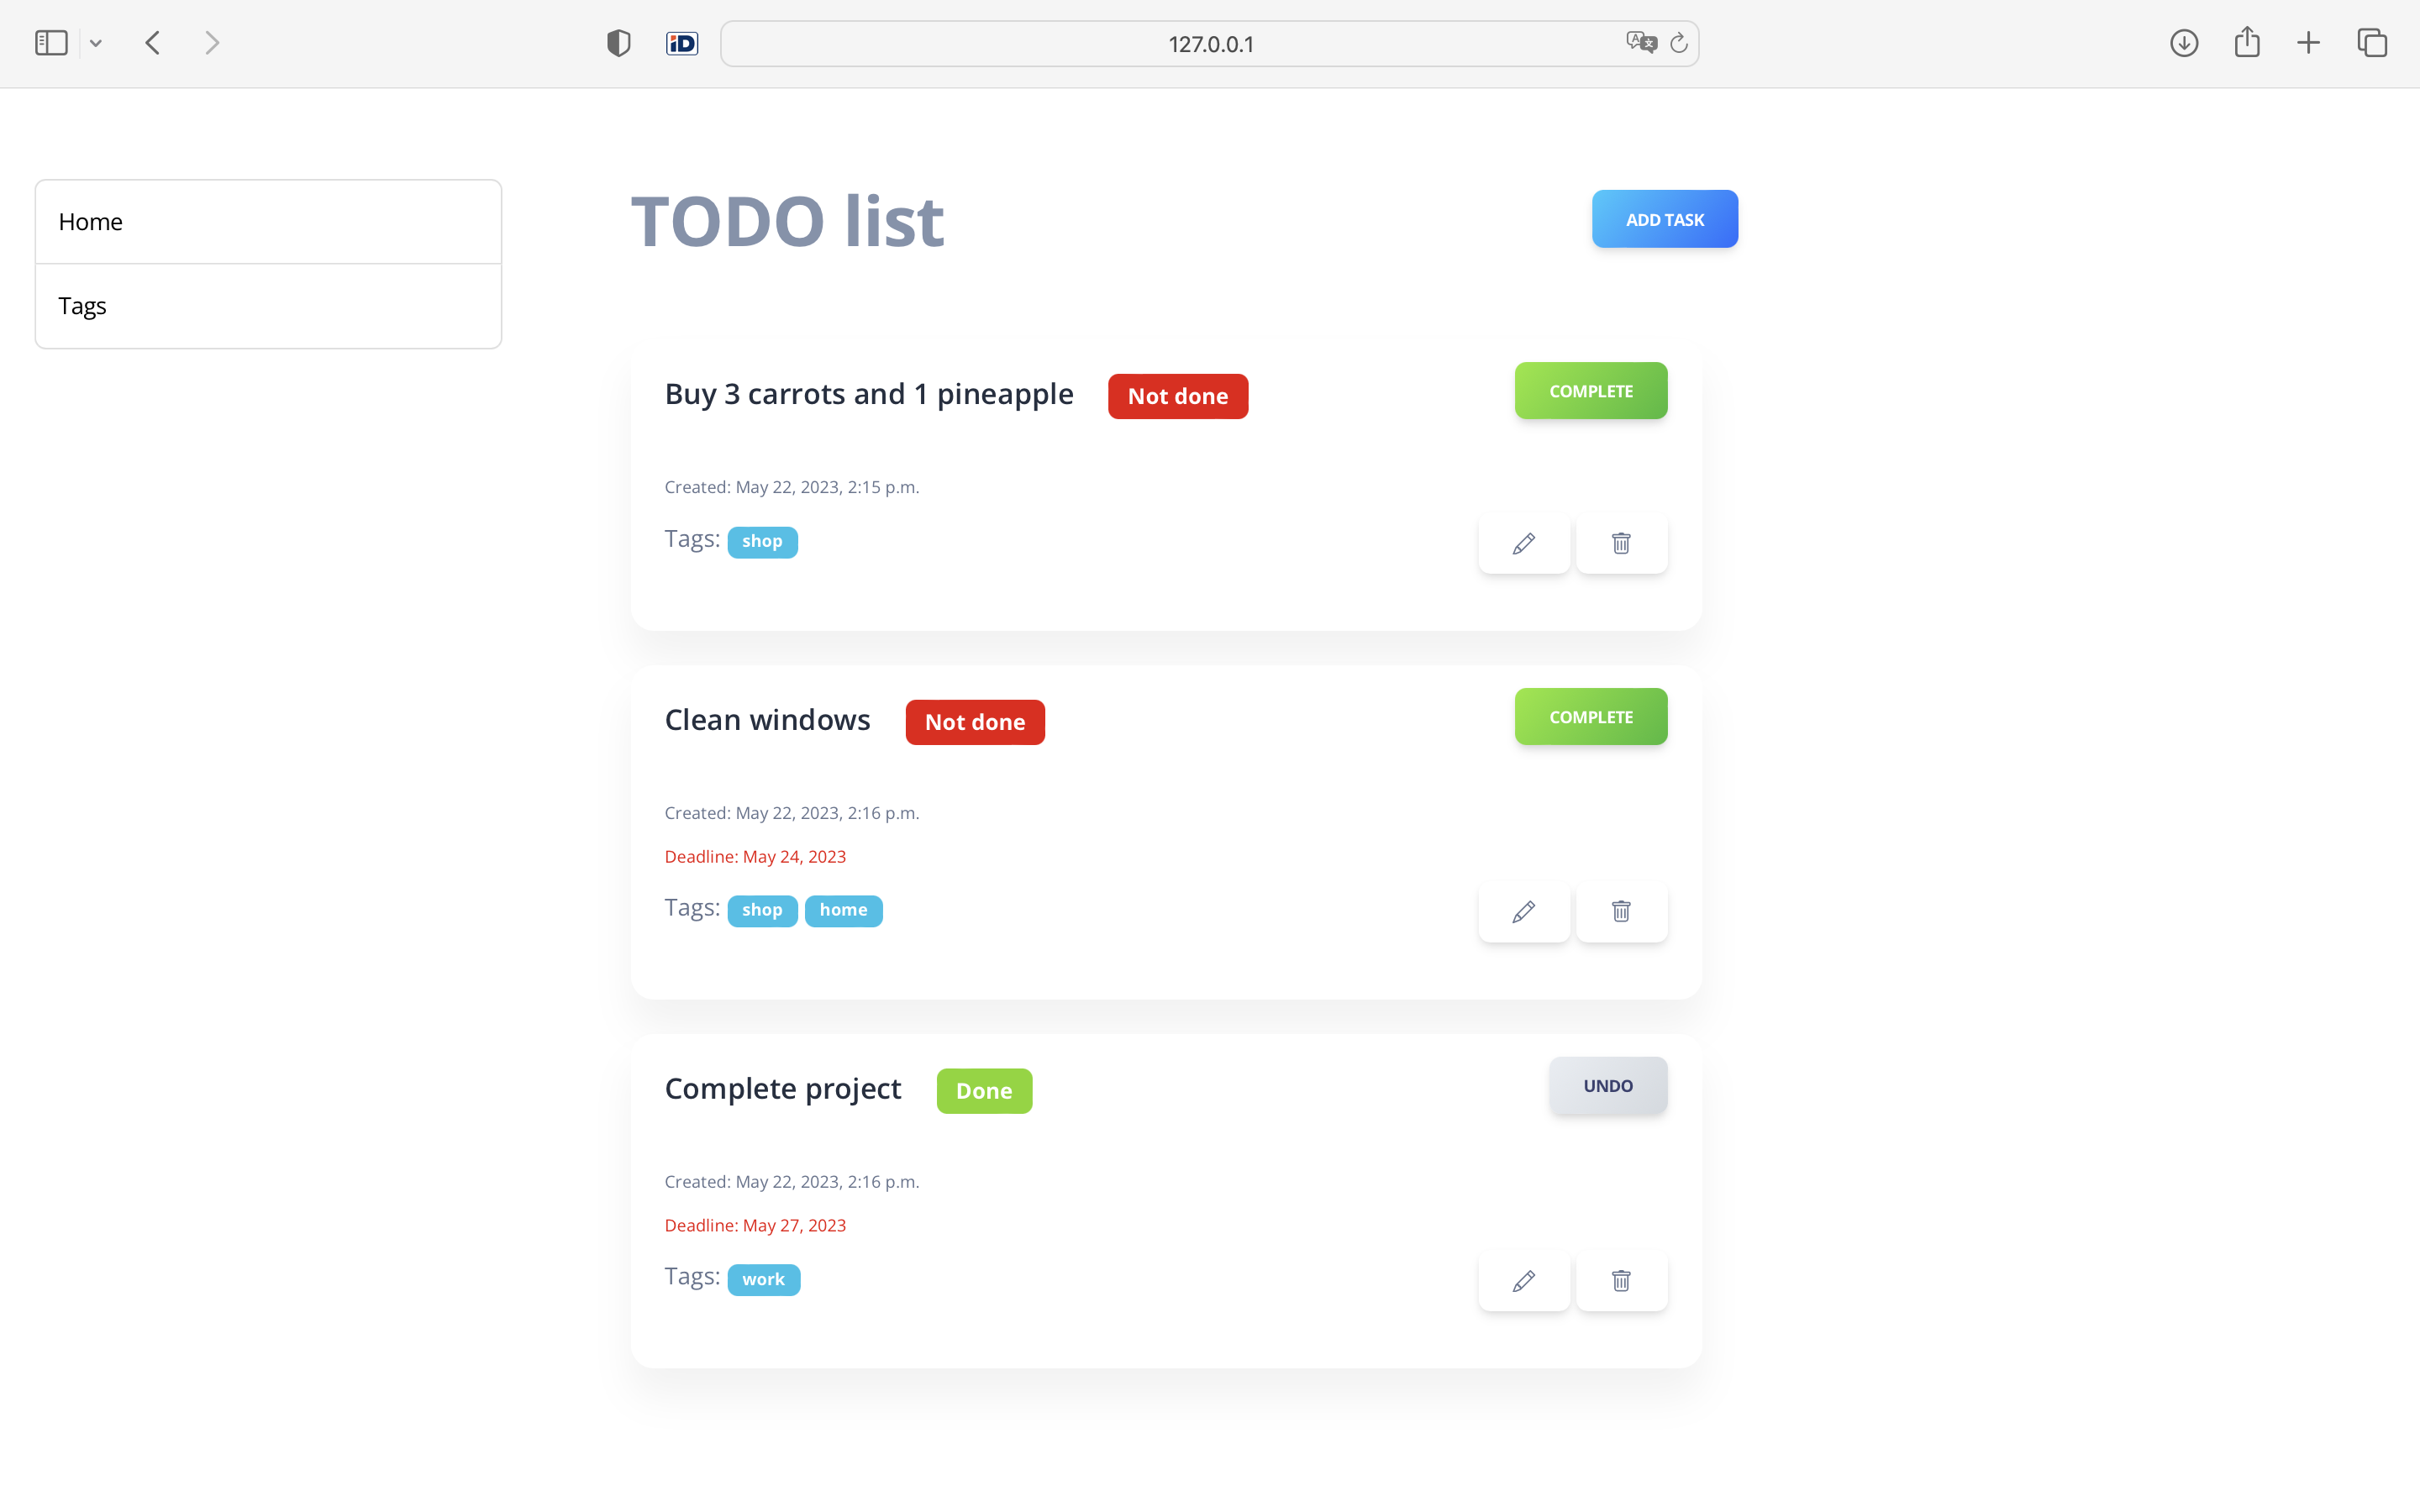 iD
127.0.0.1
Home
Tags
TODO list
ADD TASK
Buy 3 carrots and 1 pineapple Not done COMPLETE
Created: May 22, 2023, 2:15 p.m.
Tags: shop
Clean windows Not done COMPLETE
Created: May 22, 2023, 2:16 p.m.
Deadline: May 24, 2023
Tags: shop home
Complete project Done UNDO
Created: May 22, 2023, 2:16 p.m.
Deadline: May 27, 2023
Tags: work